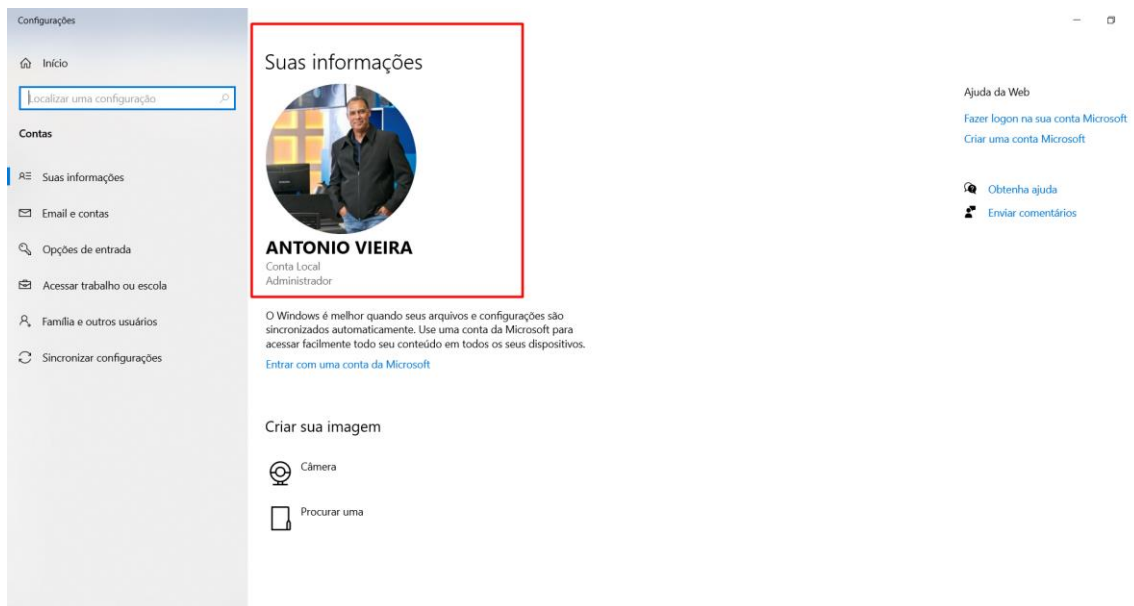 Configurações
Início
Localizar uma configuração
Contas
Suas informações
Email e contas
Opções de entrada
Acessar trabalho ou escola
Família e outros usuários
Sincronizar configurações
Suas informações
ANTONIO VIEIRA
Conta Local
Administrador
O Windows é melhor quando seus arquivos e configurações são
sincronizados automaticamente. Use uma conta da Microsoft para
acessar facilmente todo seu conteúdo em todos os seus dispositivos.
Entrar com uma conta da Microsoft
Criar sua imagem
Câmera
Procurar uma
Ajuda da Web
Fazer logon na sua conta Microsoft
Criar uma conta Microsoft
Obtenha ajuda
Enviar comentários